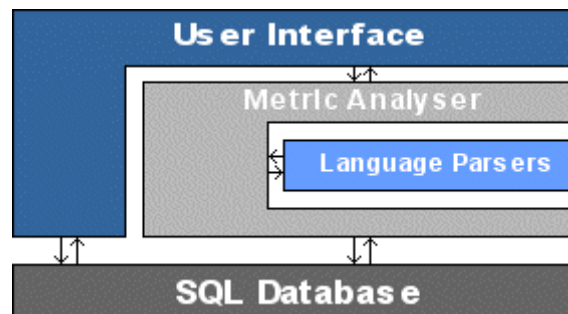 User Interface
Metric Analyser
Language Parsers
SQL Database